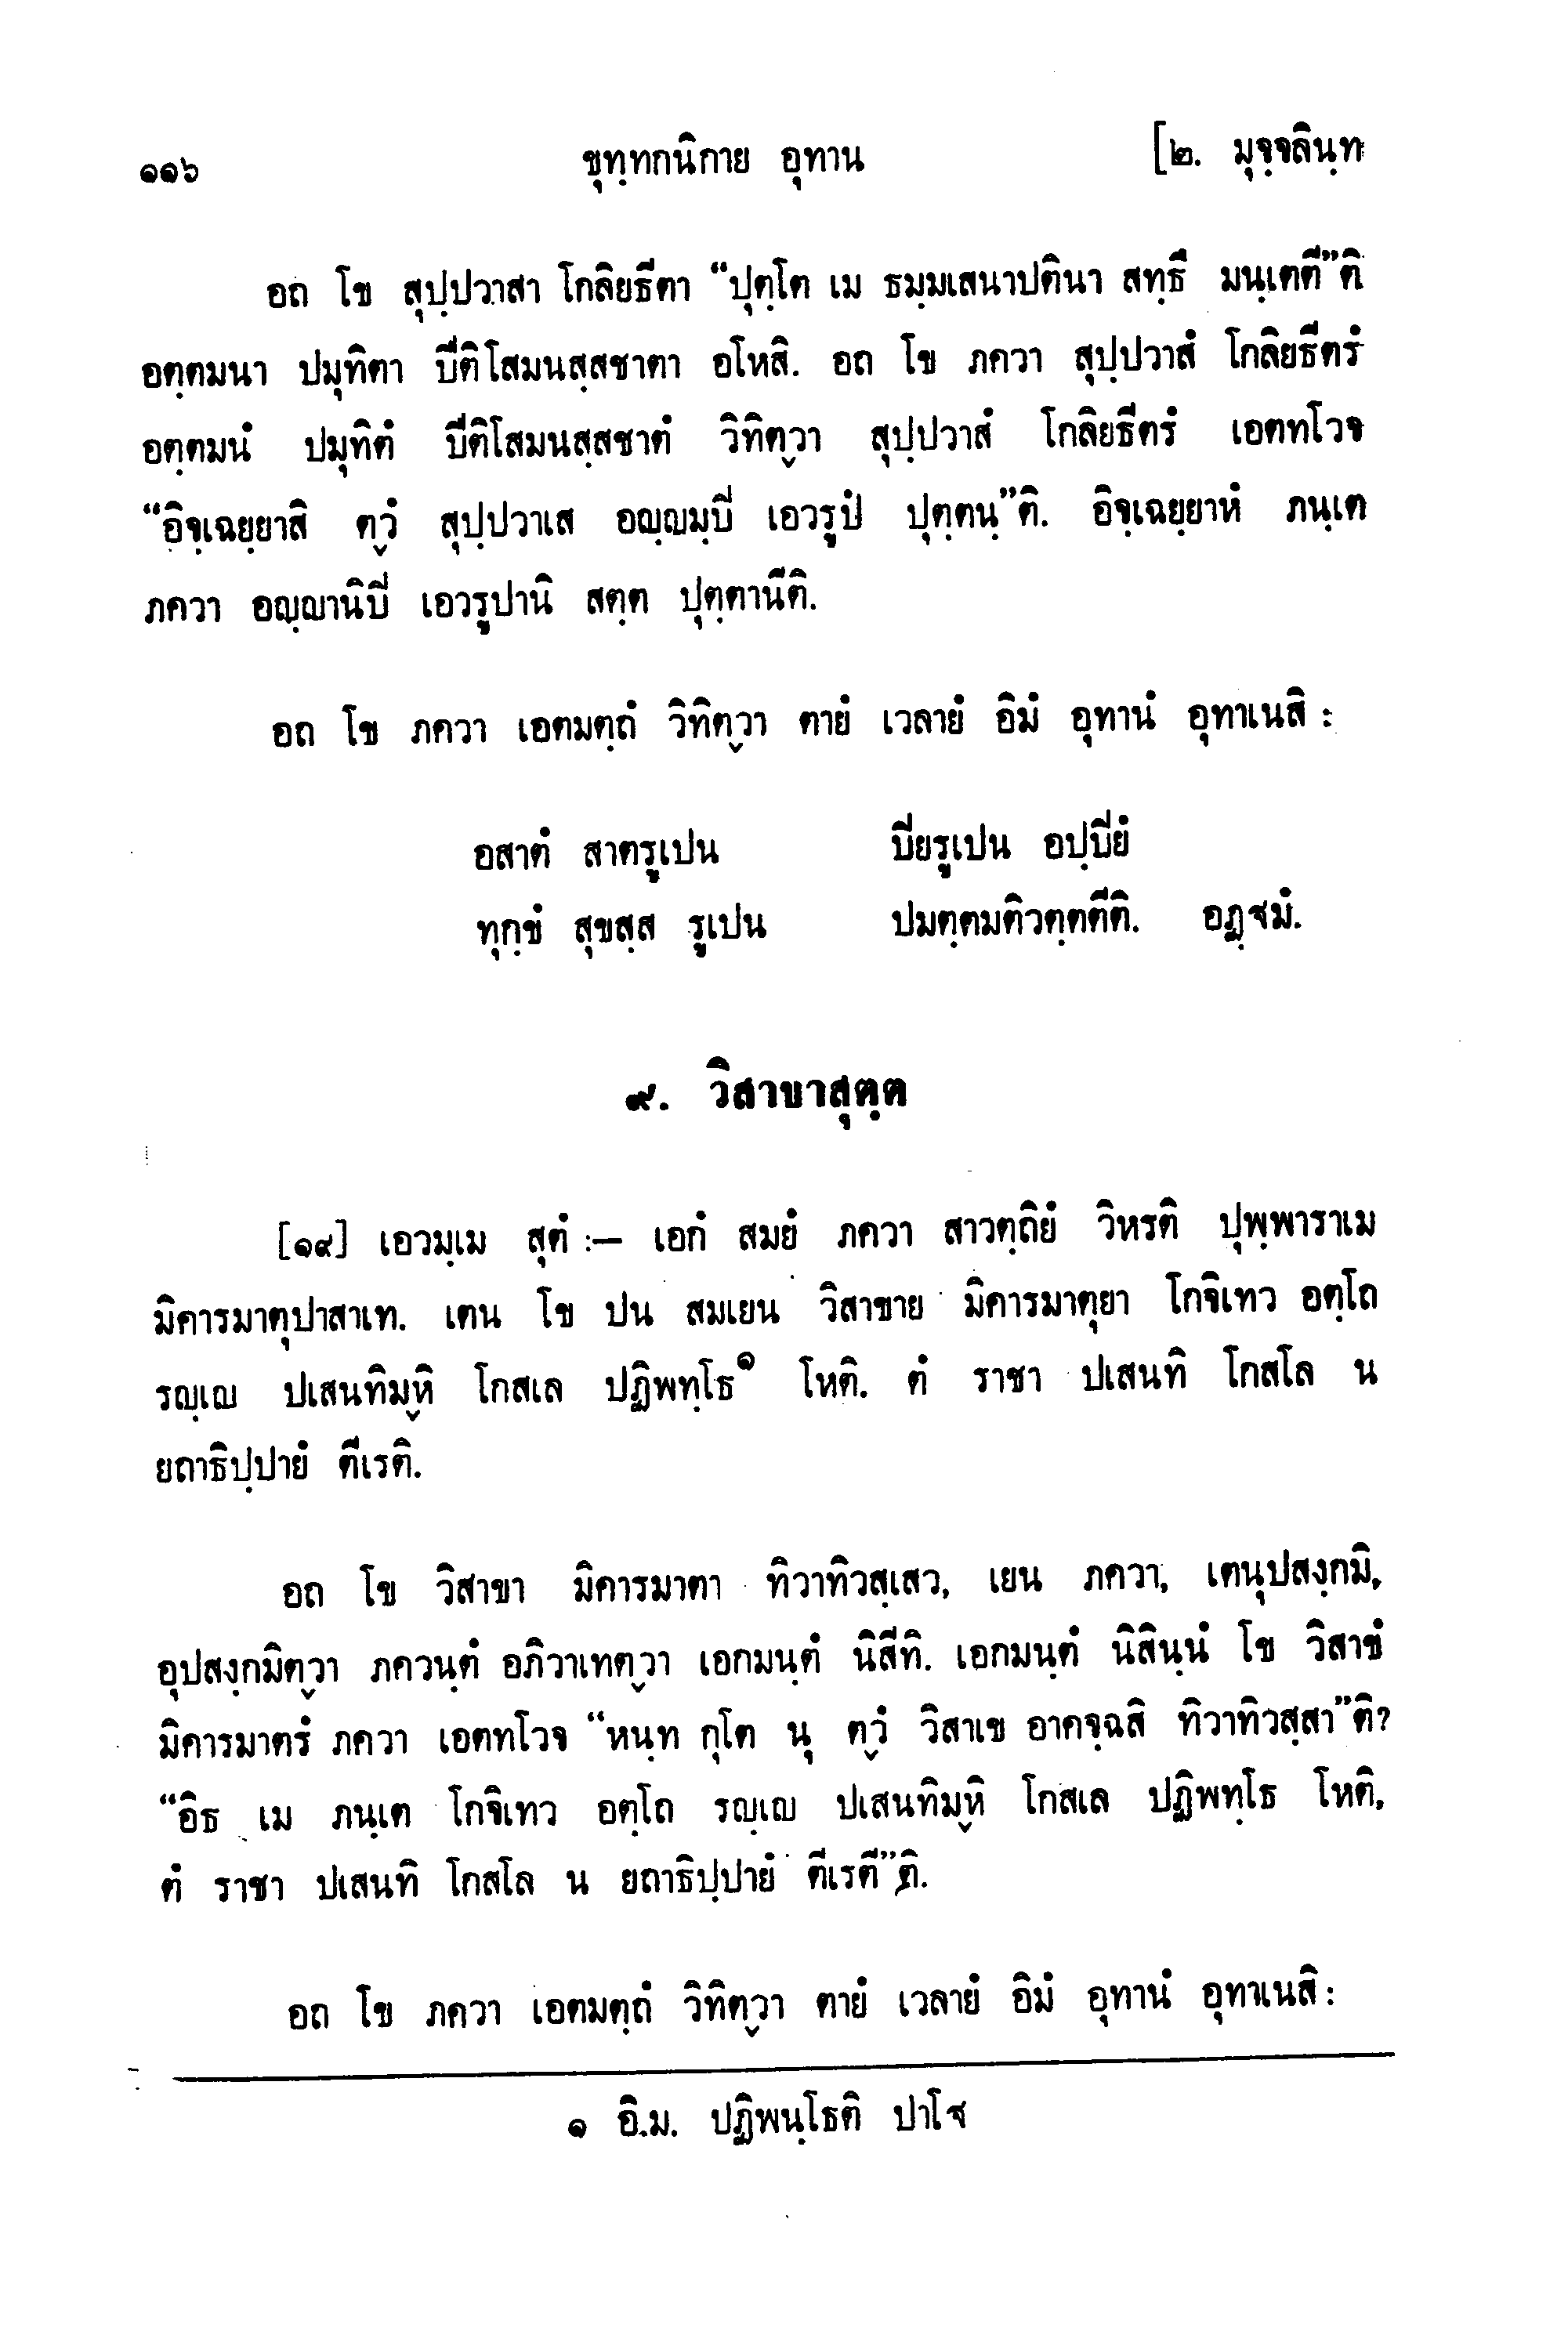 ๑๑๖ ขุทฺทกนิกาย อุทาน [๒. มุจฺจลินฺท
อถ โข สุปฺปวาสา โกลิยธีตา “ปุตฺโต เม ธมฺมเสนาปตินา สทฺธึ มนฺเตตี”ติ
อตฺตมนา ปมุทิตา ปีติโสมนสฺสชาตา อโหสิ. อถ โข ภควา สุปฺปวาสํ โกลิยธีตรํ
อตฺตมนํ ปมุทิตํ ปีติโสมนสฺสชาตํ วิทิตฺวา สุปฺปวาสํ โกลิยธีตรํ เอตทโวจ
“อิจฺเฉยฺยาสิ ตฺวํ สุปฺปวาเส อญฺญมฺปิ เอวรูปํ ปุตฺตนฺ”ติ. อิจฺเฉยฺยาหํ ภนฺเต
ภควา อญฺญานิปิ เอวรูปานิ สตฺต ปุตฺตานีติ.
อถ โข ภควา เอตมตฺถํ วิทิตฺวา ตายํ เวลายํ อิมํ อุทานํ อุทาเนสิ :
อสาตํ สาตรูเปน ปิยรูเปน อปฺปิยํ
ทุกฺขํ สุขสฺส รูเปน ปมตฺตมติวตฺตตีติ. อฏฺฐมํ.
๙. วิสาขาสุตฺต
[๑๙] เอวมฺเม สุตํ :— เอกํ สมยํ ภควา สาวตฺถิยํ วิหรติ ปุพฺพาราเม
มิคารมาตุปาสาเท. เตน โข ปน สมเยน วิสาขาย มิคารมาตุยา โกจิเทว อตฺโถ
รญฺเญ ปเสนทิมฺหิ โกสเล ปฏิพทฺโธ๑ โหติ. ตํ ราชา ปเสนทิ โกสโล น
ยถาธิปฺปายํ ตีเรติ.
อถ โข วิสาขา มิคารมาตา ทิวาทิวสฺเสว, เยน ภควา, เตนุปสงฺกมิ,
อุปสงฺกมิตฺวา ภควนฺตํ อภิวาเทตฺวา เอกมนฺตํ นิสีทิ. เอกมนฺตํ นิสินฺนํ โข วิสาขํ
มิคารมาตรํ ภควา เอตทโวจ “หนฺท กุโต นุ ตฺวํ วิสาเข อาคจฺฉสิ ทิวาทิวสฺสา”ติ?
“อิธ เม ภนฺเต โกจิเทว อตฺโถ รญฺเญ ปเสนทิมฺหิ โกสเล ปฏิพทฺโธ โหติ,
ตํ ราชา ปเสนทิ โกสโล น ยถาธิปฺปายํ ตีเรตี”ติ.
อถ โข ภควา เอตมตฺถํ วิทิตฺวา ตายํ เวลายํ อิมํ อุทานํ อุทาเนสิ :
๑ อิ.ม. ปฏิพนฺโธติ ปาโฐ